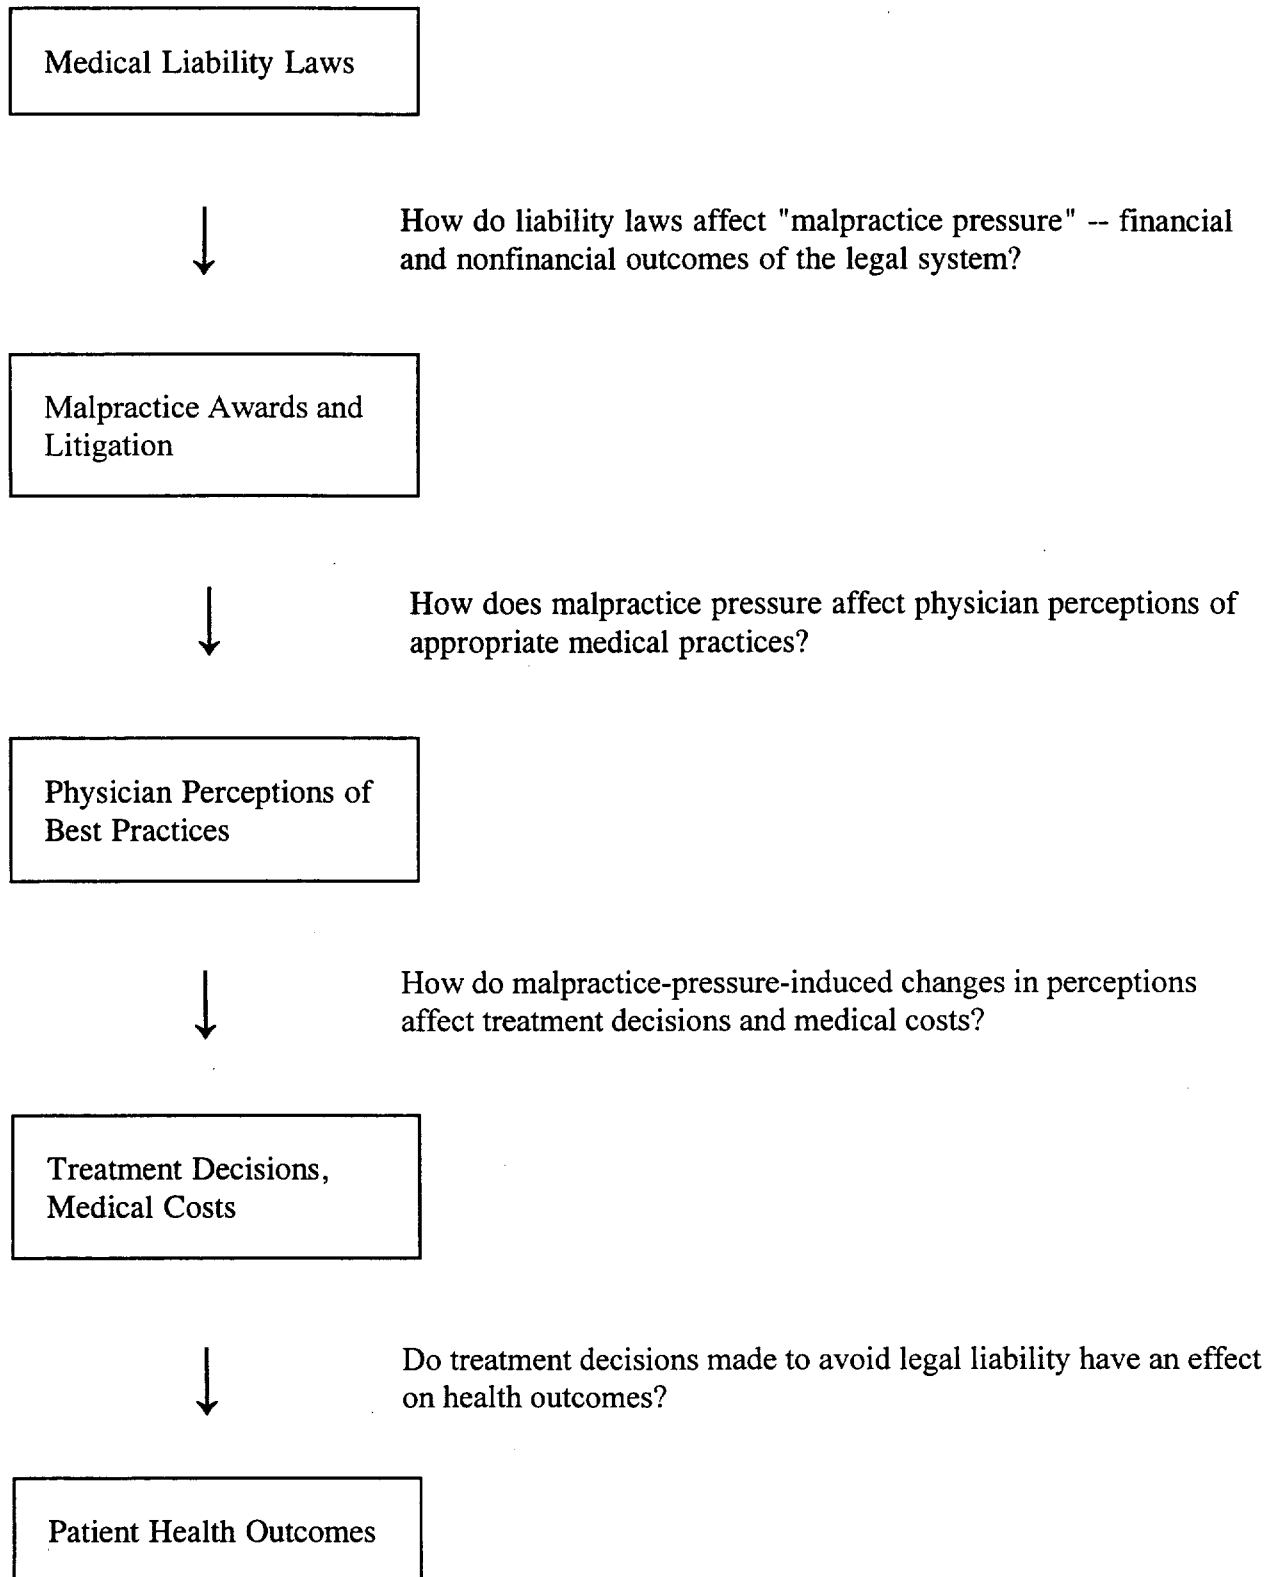 Medical Liability Laws
How do liability laws affect "malpractice pressure" -- financial
and nonfinancial outcomes of the legal system?
Malpractice Awards and
Litigation
How does malpractice pressure affect physician perceptions of
appropriate medical practices?
Physician Perceptions of
Best Practices
How do malpractice-pressure-induced changes in perceptions
affect treatment decisions and medical costs?
Treatment Decisions,
Medical Costs
Do treatment decisions made to avoid legal liability have an effect
on health outcomes?
Patient Health Outcomes